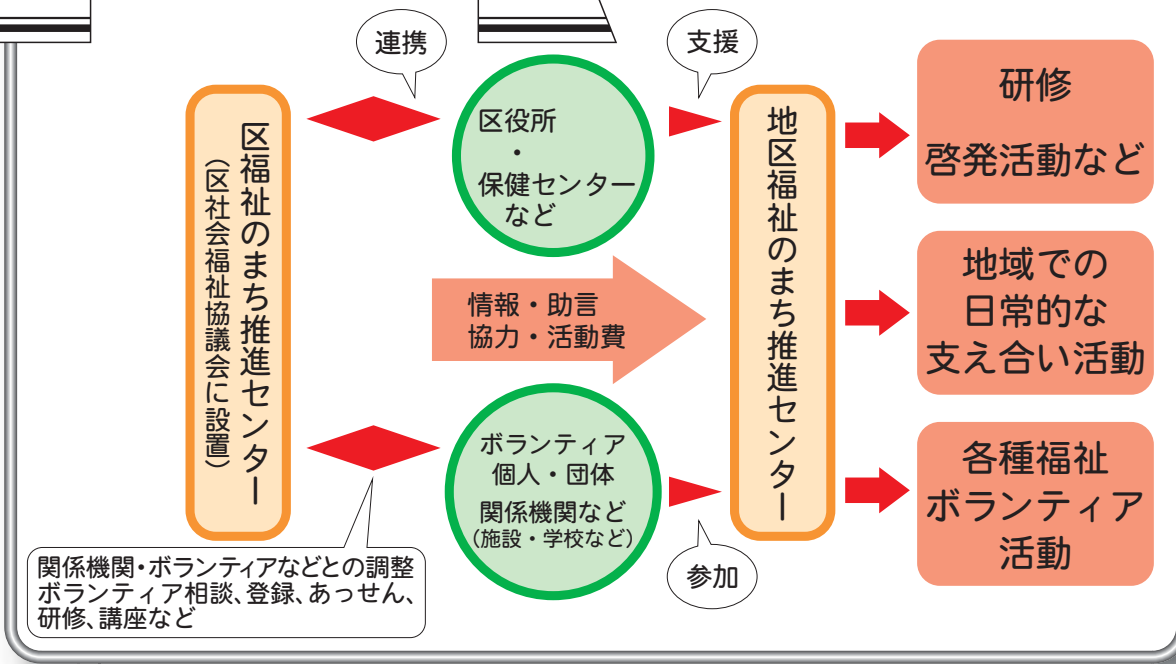 連携
支援
区福祉のまち推進センター
（区社会福祉協議会に設置）
区役所
・
保健センター
など
情報・助言
協力・活動費
ボランティア
個人・団体
関係機関など
（施設・学校など）
関係機関・ボランティアなどとの調整
ボランティア相談、登録、あっせん、
研修、講座など
参加
地区福祉のまち推進センター
研修
啓発活動など
地域での
日常的な
支え合い活動
各種福祉
ボランティア
活動